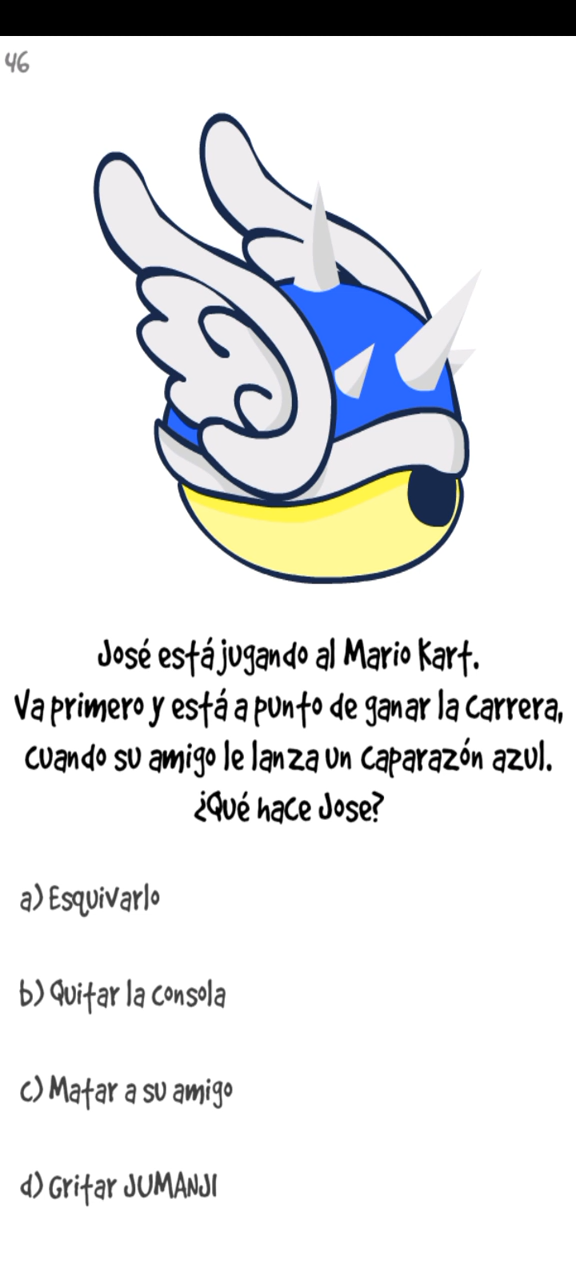 46
José está jugando al Mario Kart.
Va primero y está a punto de ganar la carrera,
cuando su amigo le lanza un caparazón azul.
¿Qué hace Jose?
a) Esquivarlo
b) Quitar la consola
c) Matar a su amigo
d) Gritar JUMANJI